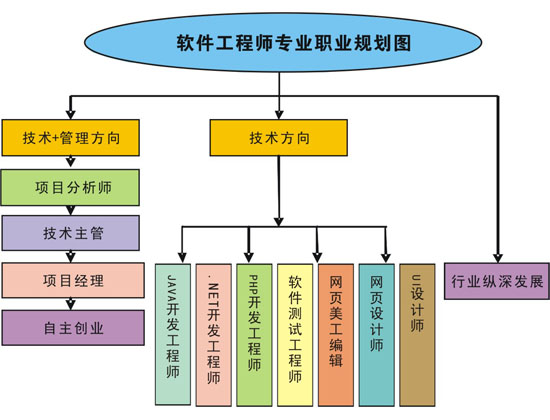 软件工程师专业职业规划图
技术+管理方向
技术方向
项目分析师
技术主管
项目经理
自主创业
JAVA开发工程师
.NET开发工程师
PHP开发工程师
软件测试工程师
网页美工编辑
网页设计师
UI设计师
行业纵深发展